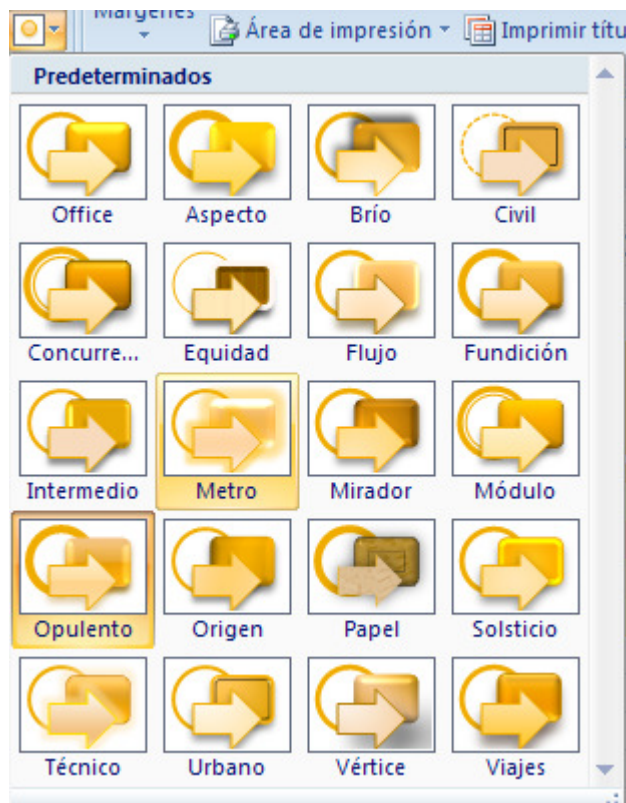 Márgenes
Área de impresión
Imprimir títu
Predeterminados
Office Aspecto Brío Civil
Concurre... Equidad Flujo Fundición
Intermedio Metro Mirador Módulo
Opulento Origen Papel Solsticio
Técnico Urbano Vértice Viajes